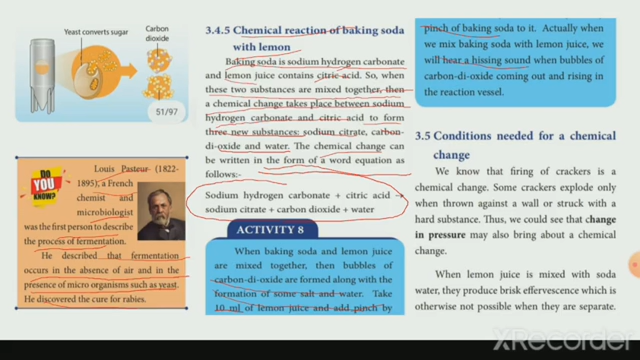 Yeast converts sugar
Carbon
dioxide
51/97
DO
YOU
KNOW?
Louis Pasteur (1822-
1895), a French
chemist and
microbiologist
was the first person to describe
the process of fermentation.
He described that fermentation
occurs in the absence of air and in the
presence of micro organisms such as yeast.
He discovered the cure for rabies.
3.4.5 Chemical reaction of baking soda
with lemon
Baking soda is sodium hydrogen carbonate
and lemon juice contains citric acid. So, when
these two substances are mixed together, then
a chemical change takes place between sodium
hydrogen carbonate and citric acid to form
three new substances: sodium citrate, carbon-
di-oxide and water. The chemical change can
be written in the form of a word equation as
follows:-
Sodium hydrogen carbonate + citric acid →
sodium citrate + carbon dioxide + water
ACTIVITY 8
When baking soda and lemon juice
are mixed together, then bubbles of
carbon-di-oxide are formed along with the
formation of some salt and water. Take
10 ml of lemon juice and add pinch by
pinch of baking soda to it. Actually when
we mix baking soda with lemon juice, we
will hear a hissing sound when bubbles of
carbon-di-oxide coming out and rising in
the reaction vessel.
3.5 Conditions needed for a chemical
change
We know that firing of crackers is a
chemical change. Some crackers explode only
when thrown against a wall or struck with a
hard substance. Thus, we could see that change
in pressure may also bring about a chemical
change.
When lemon juice is mixed with soda
water, they produce brisk effervescence which is
otherwise not possible when they are separate.
XRecorder